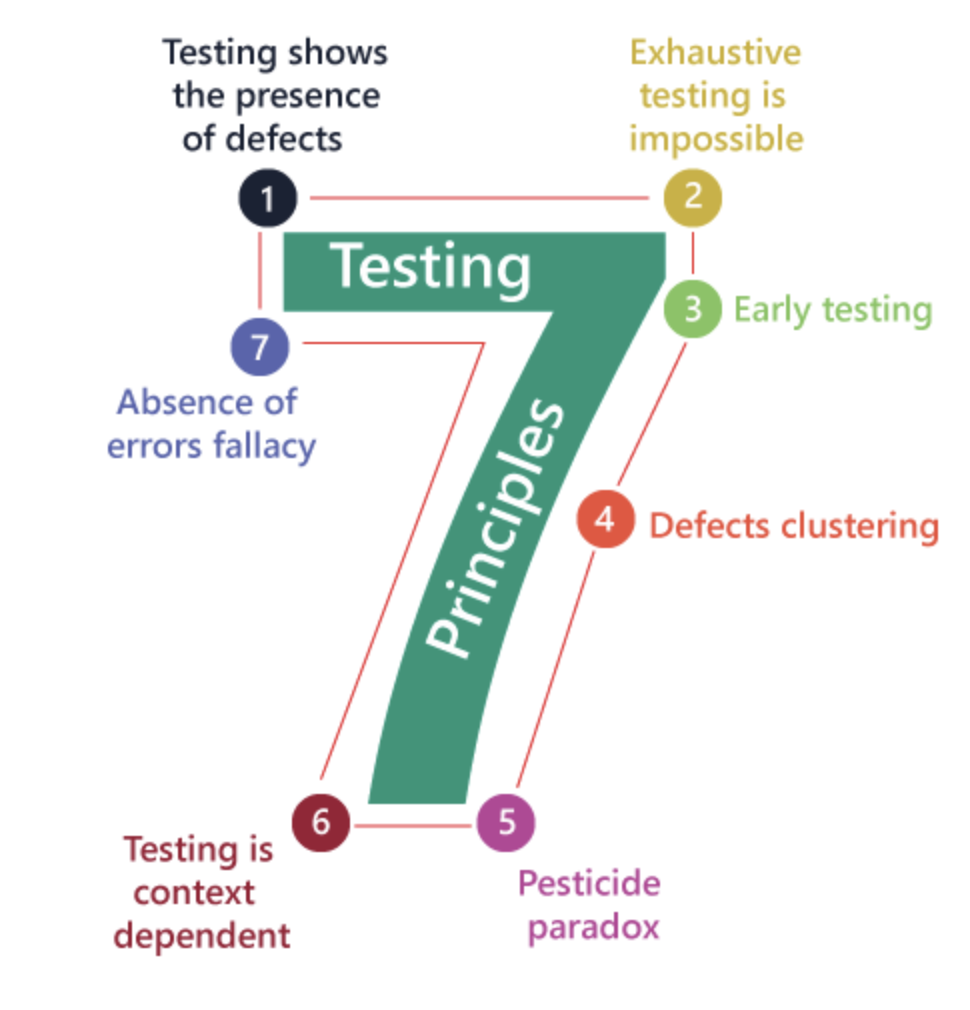 Testing shows
the presence
of defects
1
Exhaustive
testing is
impossible
2
Testing
Principles
3
Early testing
4
Defects clustering
5
Pesticide
paradox
6
Testing is
context
dependent
7
Absence of
errors fallacy